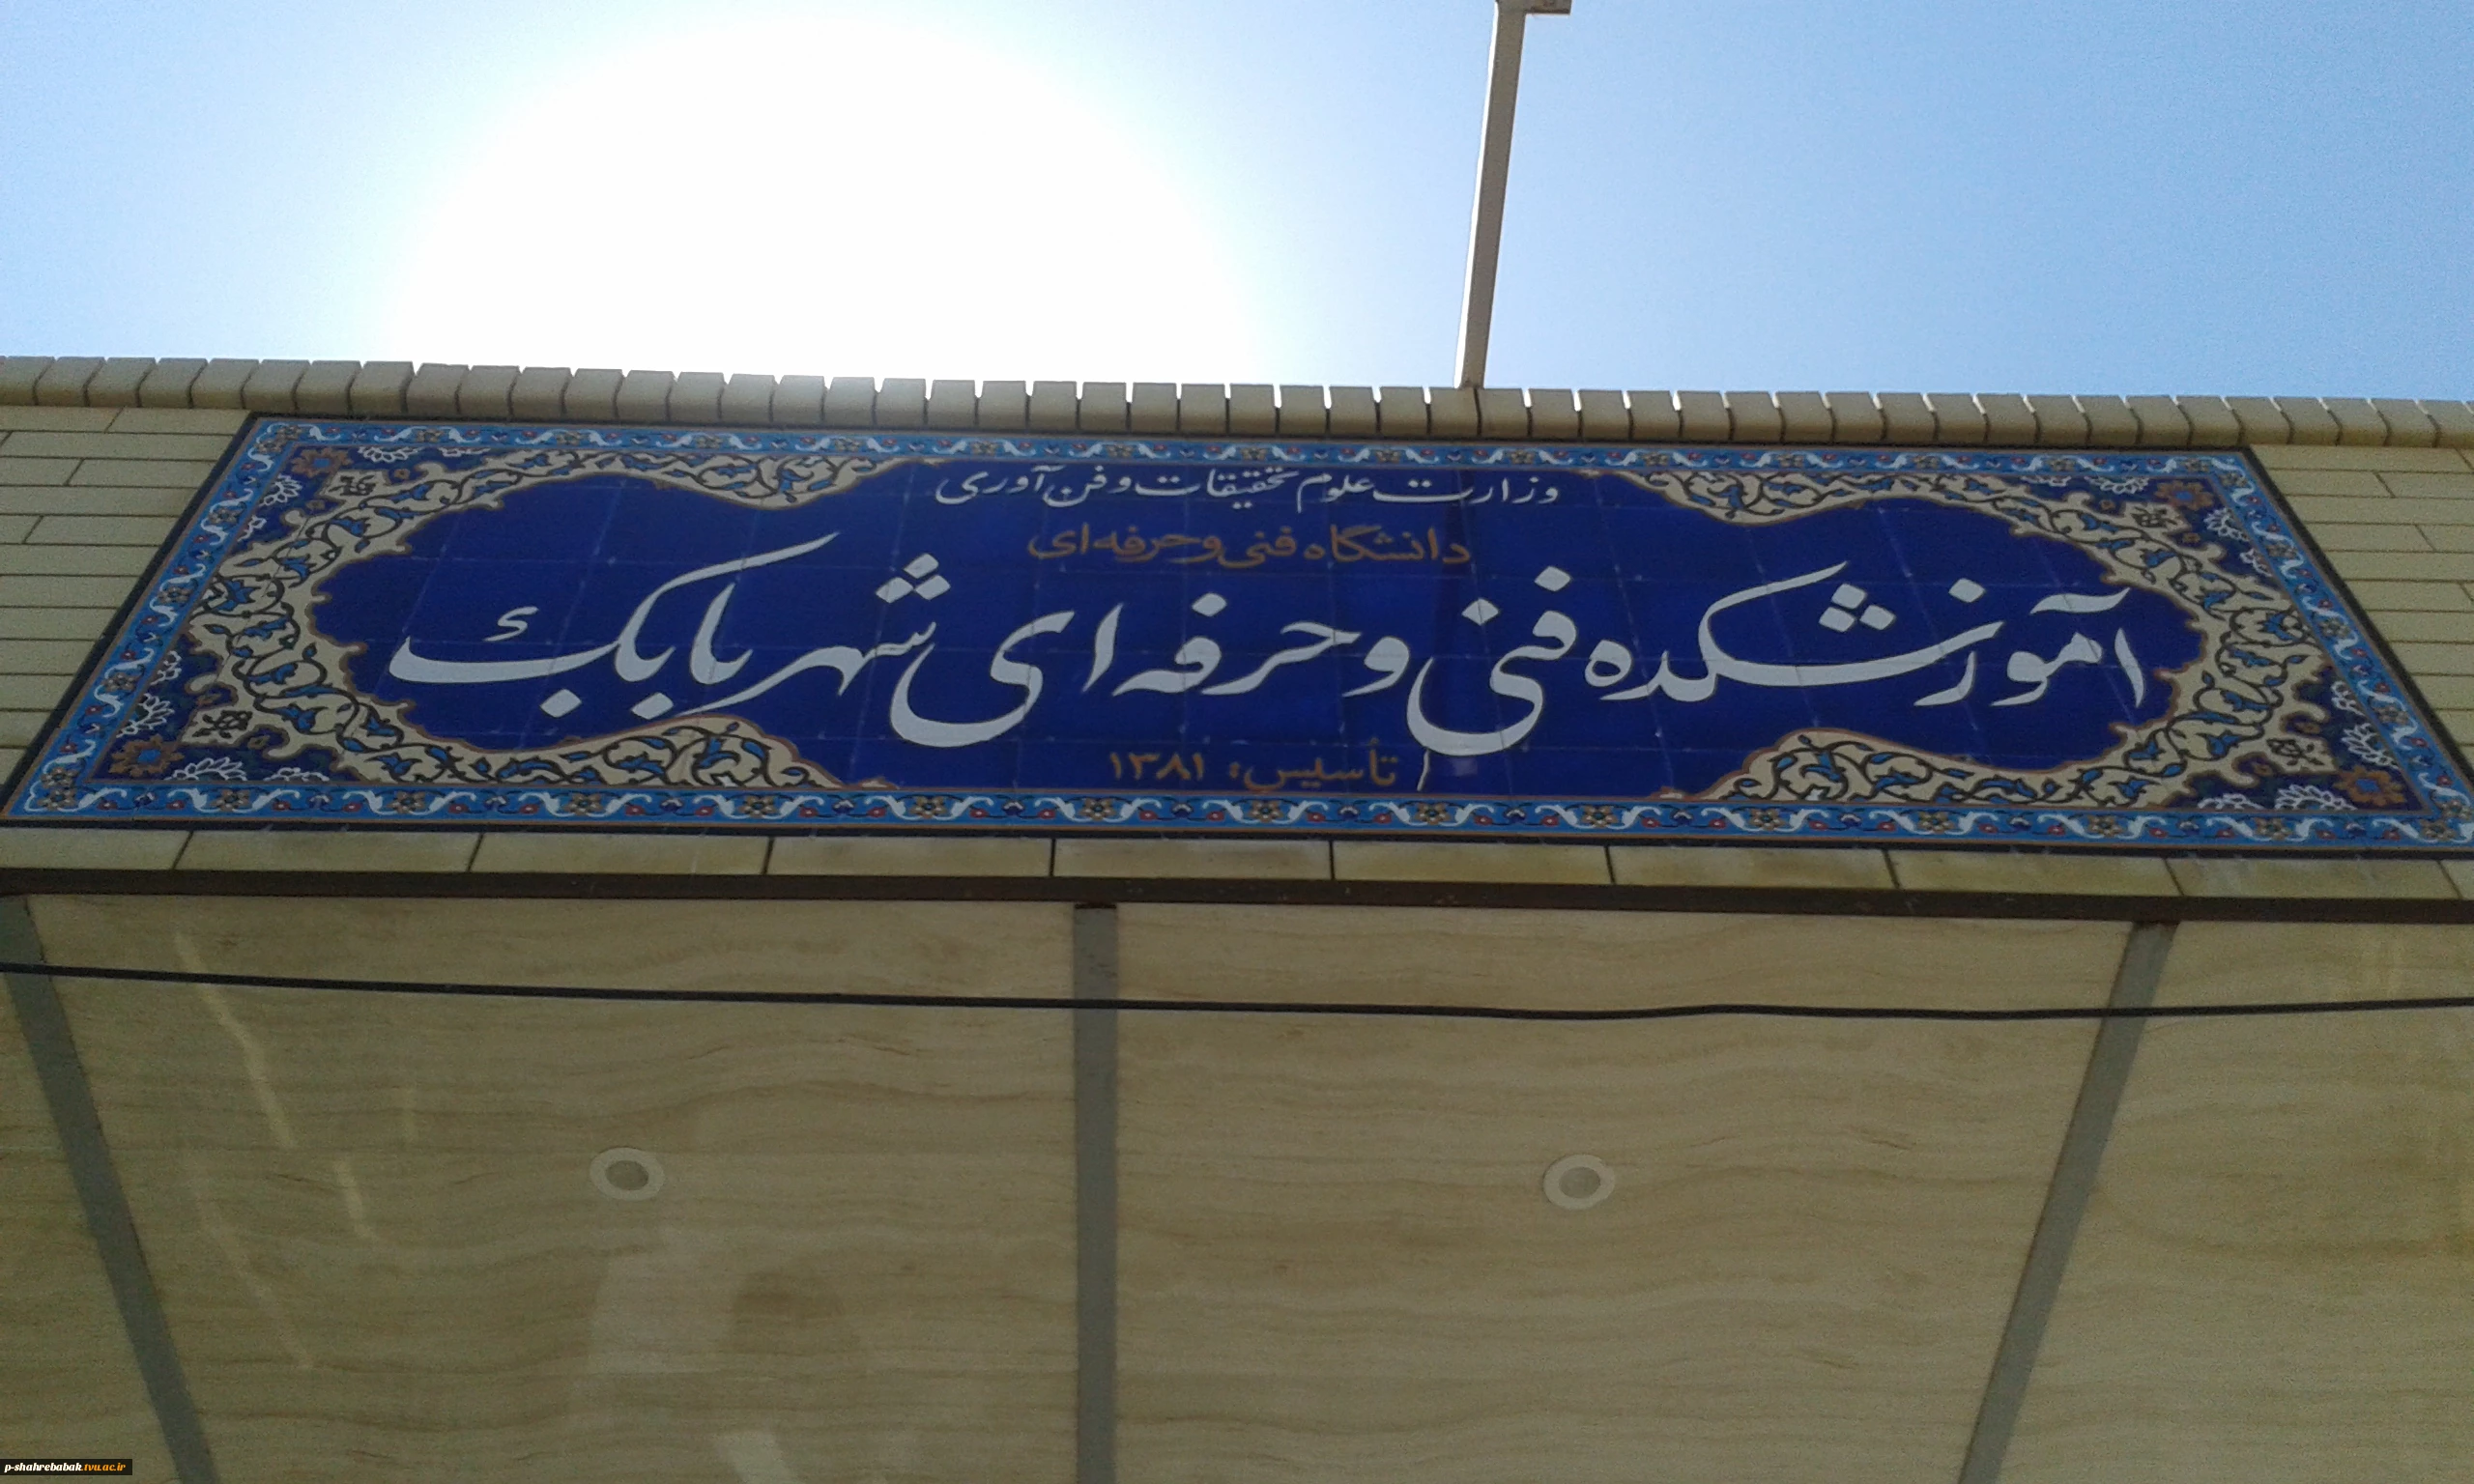 وزارت علوم تحقیقات و فن آوری
دانشگاه فنی و حرفه ای
آموزشکده فنی و حرفه ای شهربابک
تأسیس: ۱۳۸۱
p-shahrebabak.tvu.ac.ir